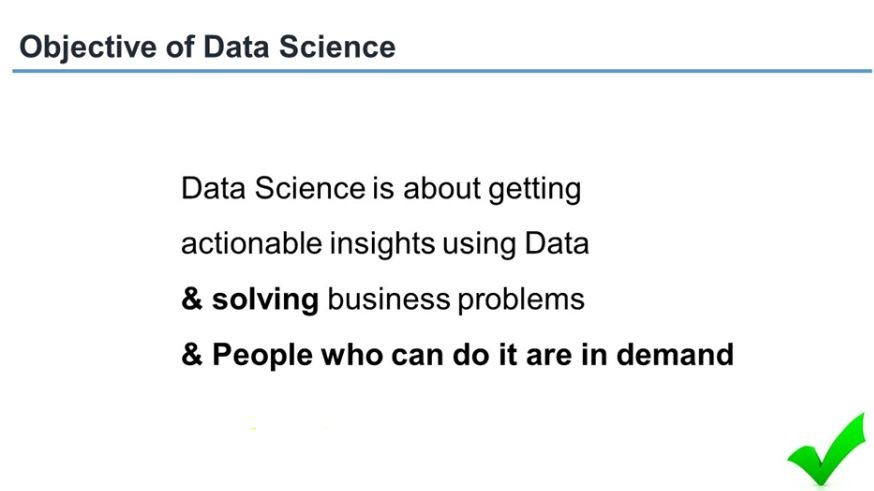 Objective of Data Science
Data Science is about getting
actionable insights using Data
& solving business problems
& People who can do it are in demand